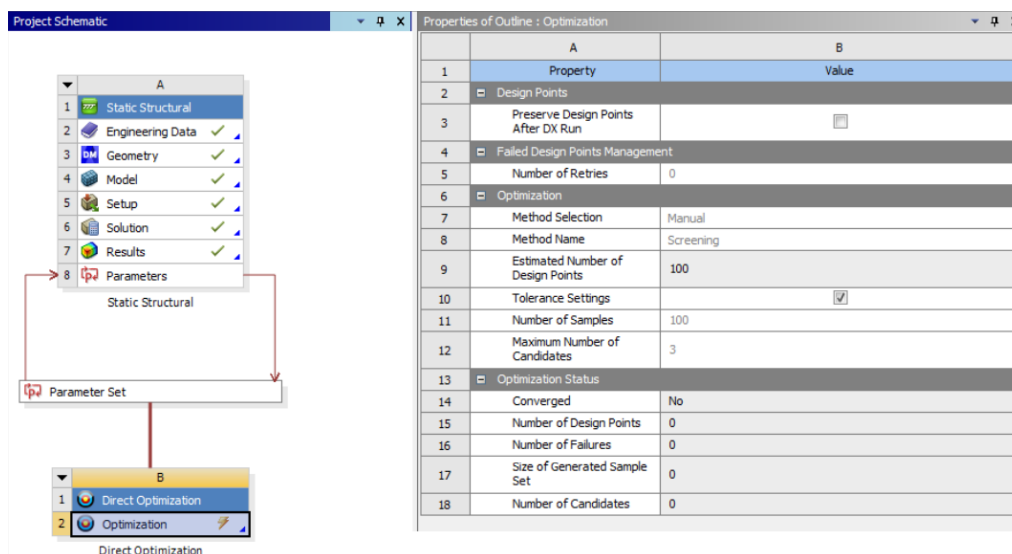 Project Schematic
A
1 Static Structural
2 Engineering Data
3 DM Geometry
4 Model
5 Setup
6 Solution
7 Results
8 Parameters
Static Structural
Parameter Set
B
1 Direct Optimization
2 Optimization
Direct Optimization
Properties of Outline : Optimization
A B
1 Property Value
2 Design Points
3 Preserve Design Points
After DX Run
4 Failed Design Points Management
5 Number of Retries 0
6 Optimization
7 Method Selection Manual
8 Method Name Screening
9 Estimated Number of
Design Points 100
10 Tolerance Settings
11 Number of Samples 100
12 Maximum Number of
Candidates 3
13 Optimization Status
14 Converged No
15 Number of Design Points 0
16 Number of Failures 0
17 Size of Generated Sample
Set 0
18 Number of Candidates 0